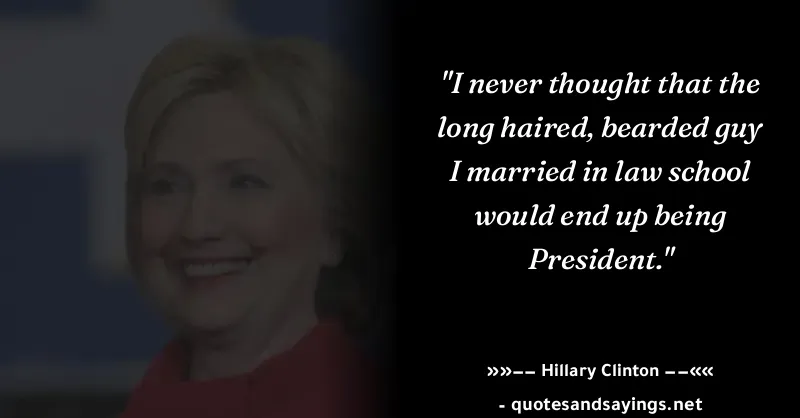 "I never thought that the
long haired, bearded guy
I married in law school
would end up being
President."
»»−− Hillary Clinton −−««
- quotesandsayings.net